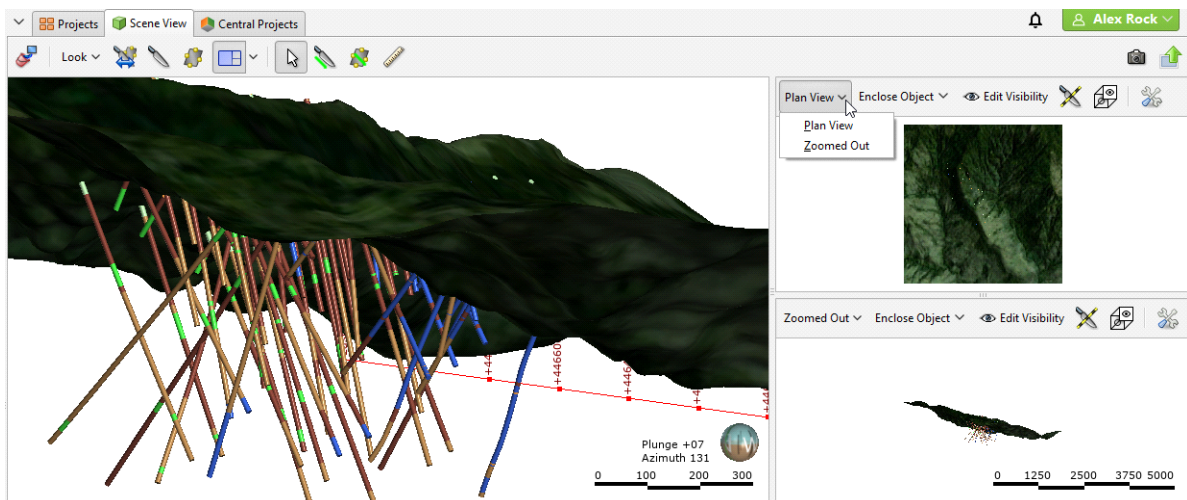 Projects
Scene View
Central Projects
Alex Rock
Look
Plan View
Enclose Object
Edit Visibility
Plan View
Zoomed Out
Zoomed Out
Enclose Object
Edit Visibility
+44660
Plunge +07
Azimuth 131
0 100 200 300
0 1250 2500 3750 5000